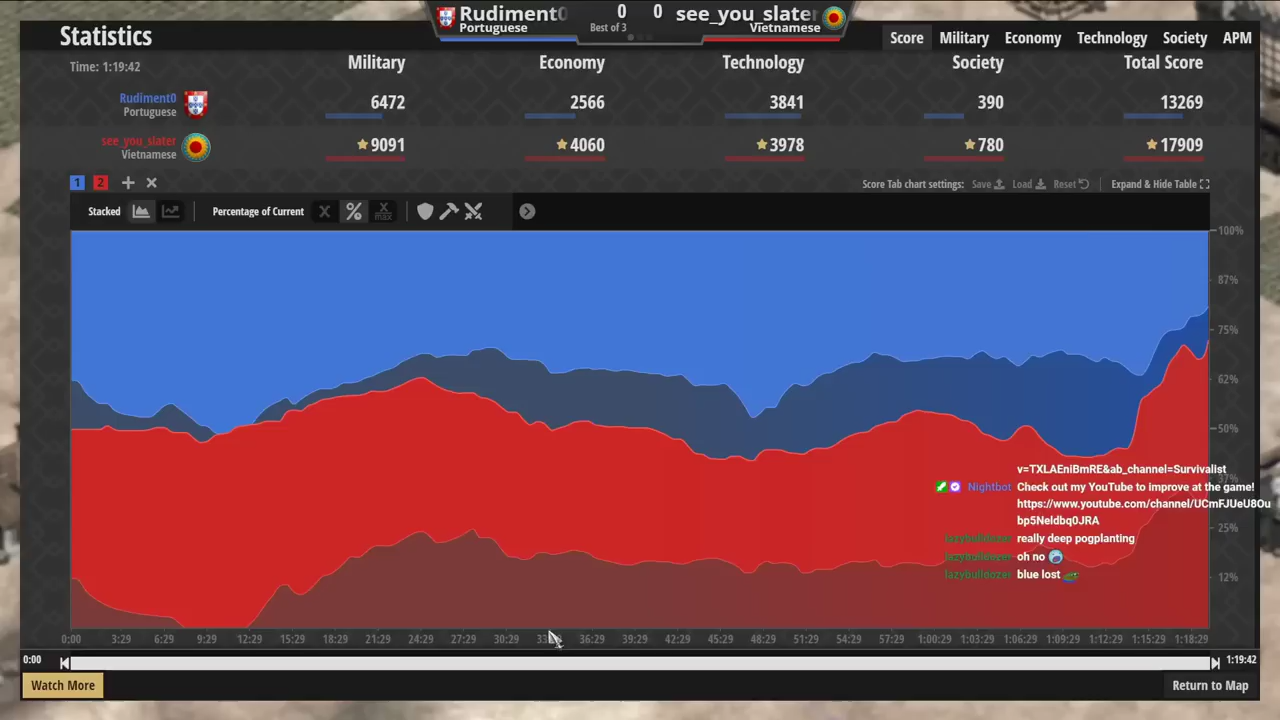 Rudiment0 0 0 see_you_slater
Portuguese Best of 3 Vietnamese
Statistics
Score Military Economy Technology Society APM
Time: 1:19:42
Military Economy Technology Society Total Score
Rudiment0
Portuguese
6472 2566 3841 390 13269
see_you_slater
Vietnamese
9091 4060 3978 780 17909
1 2
Score Tab chart settings: Save Load Reset Expand & Hide Table
Stacked Percentage of Current X % X max
100%
87%
75%
62%
50%
37%
25%
12%
v=TXLAEniBmRE&ab_channel=Survivalist
Nightbot Check out my YouTube to improve at the game!
https://www.youtube.com/channel/UCmFJUeU8Ou
bp5NeIdbq0JRA
lazybulldozer really deep pogplanting
lazybulldozer oh no
lazybulldozer blue lost
0:00 3:29 6:29 9:29 12:29 15:29 18:29 21:29 24:29 27:29 30:29 36:29 39:29 42:29 45:29 48:29 51:29 54:29 57:29 1:00:29 1:03:29 1:06:29 1:09:29 1:12:29 1:15:29 1:18:29
0:00 1:19:42
Watch More Return to Map